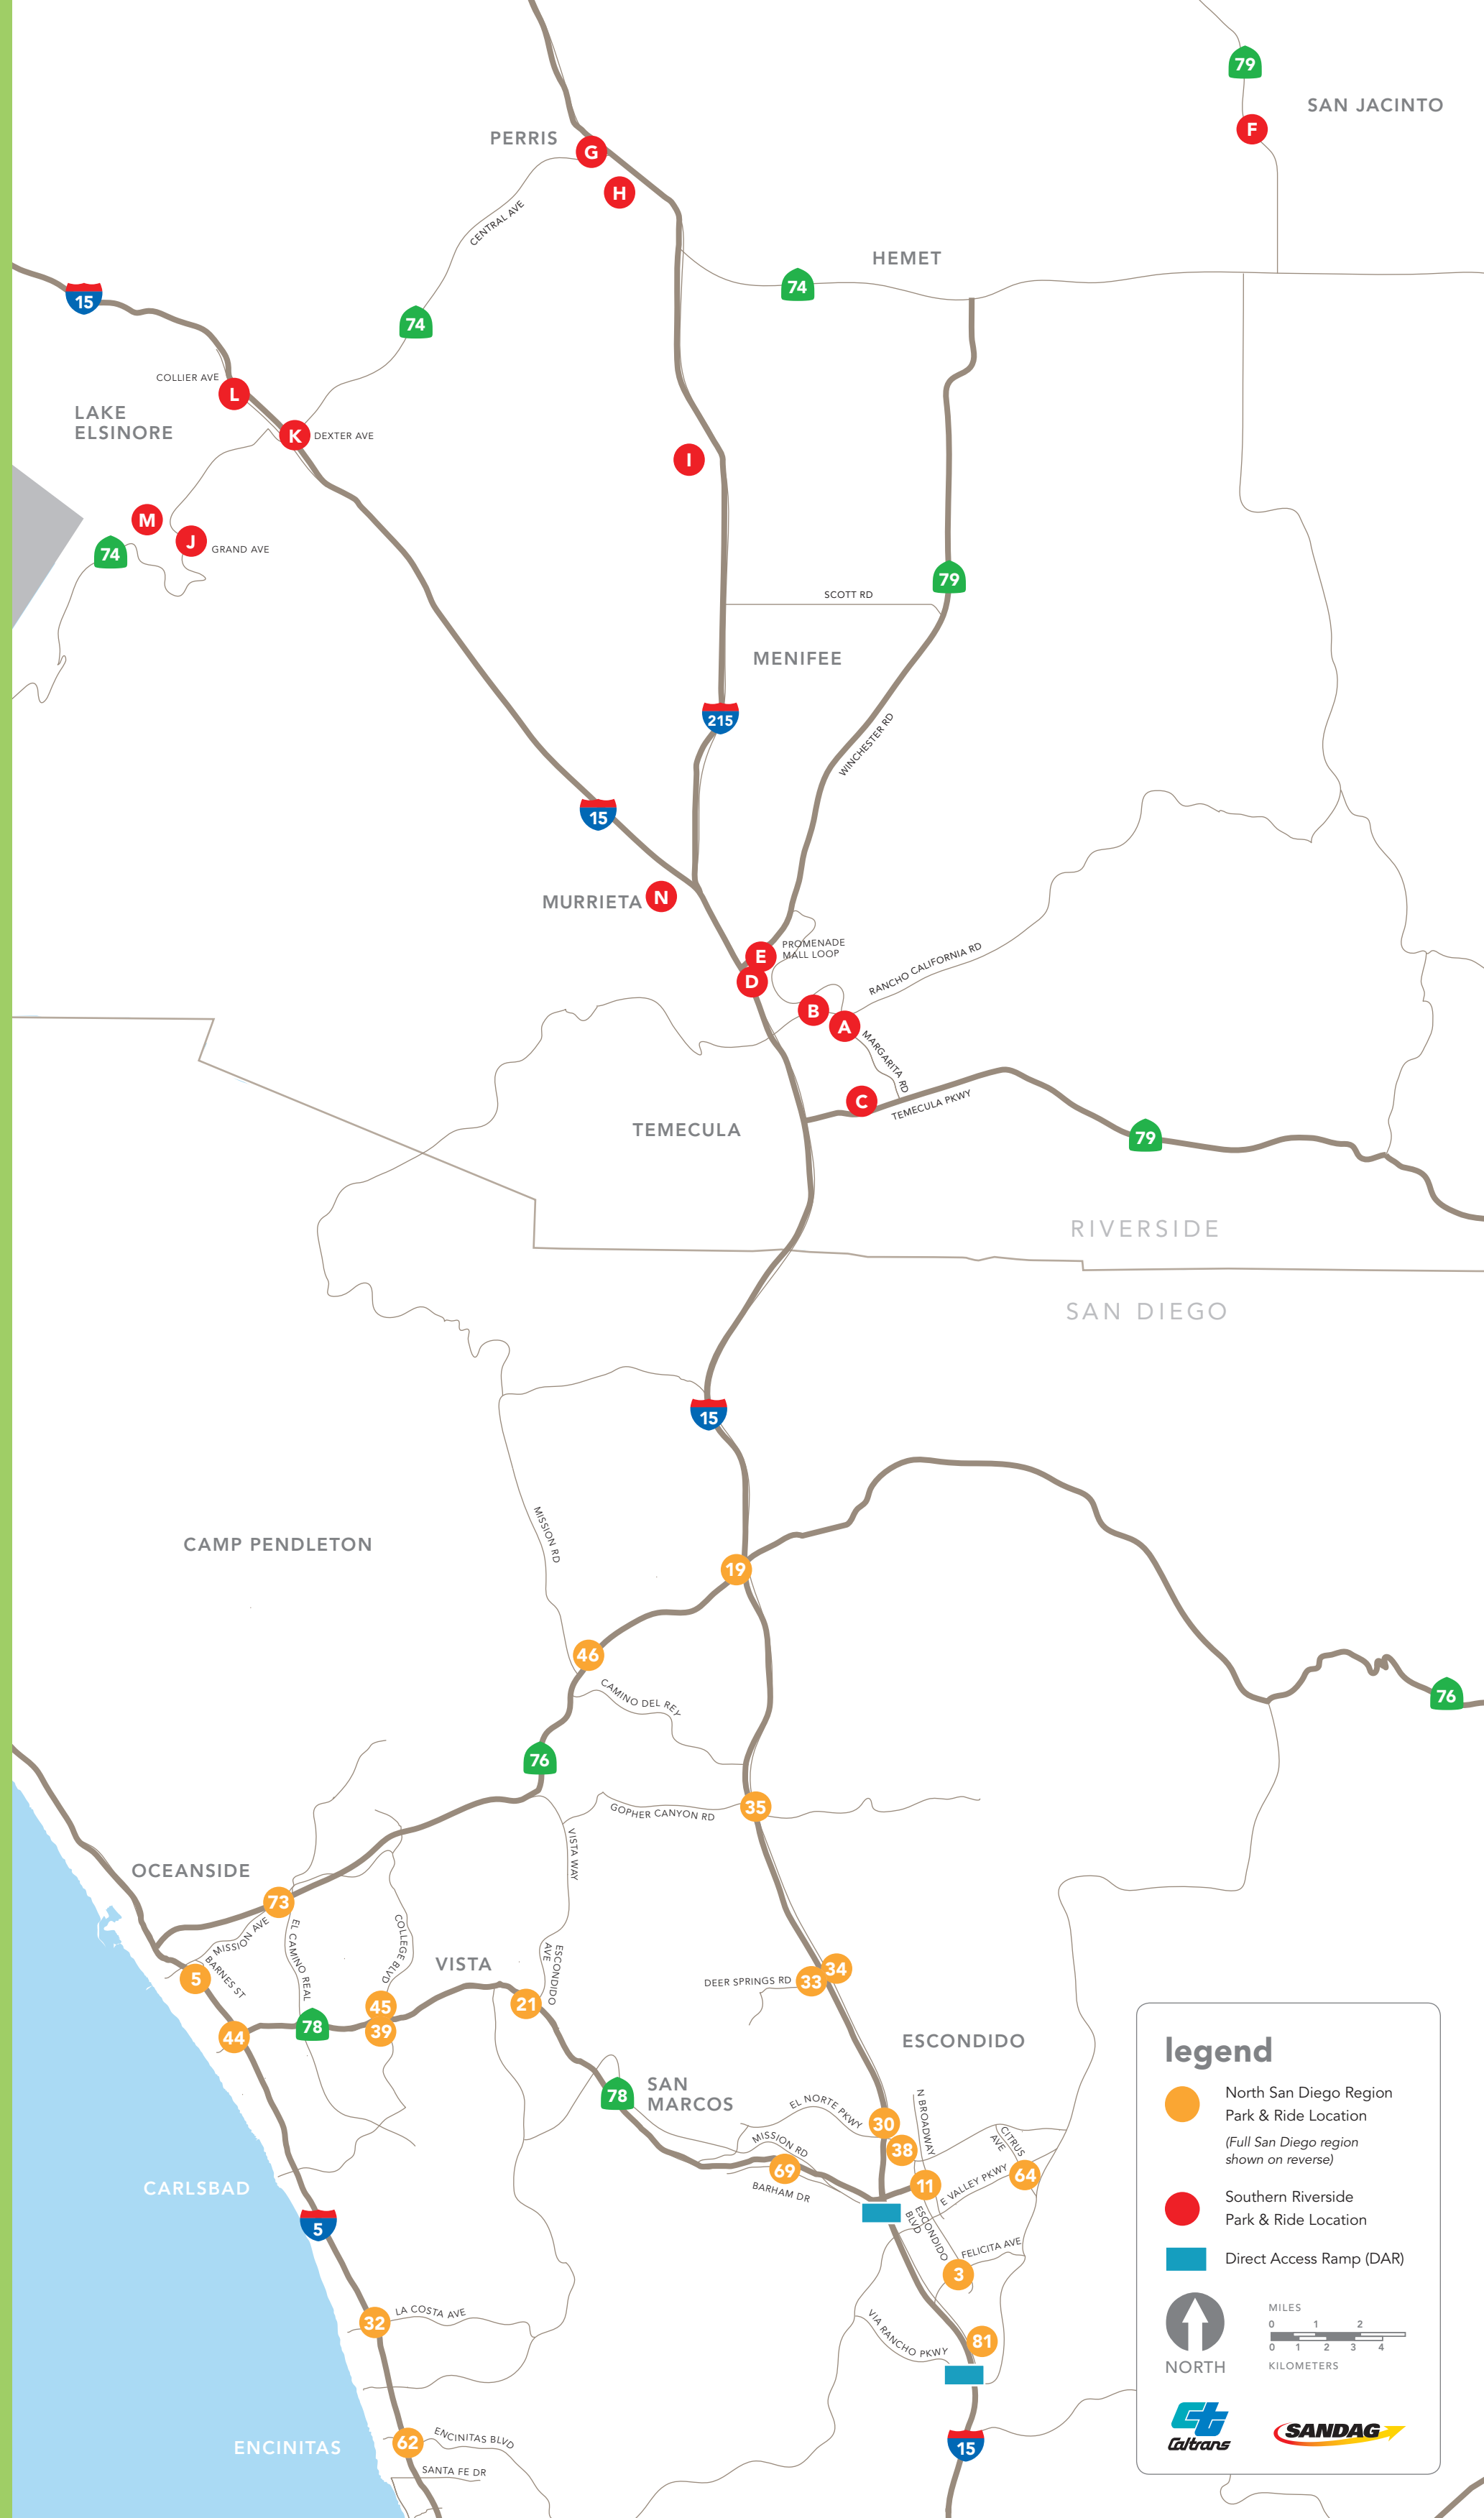 79
SAN JACINTO
F
PERRIS
G
H
CENTRAL AVE
HEMET
74
15
74
COLLIER AVE
L
LAKE
ELSINORE
K
DEXTER AVE
I
M
J
GRAND AVE
74
79
SCOTT RD
MENIFEE
215
WINCHESTER RD
15
MURRIETA
N
E
PROMENADE
MALL LOOP
D
RANCHO CALIFORNIA RD
B
A
MARGARITA RD
C
TEMECULA PKWY
TEMECULA
79
RIVERSIDE
SAN DIEGO
15
MISSION RD
CAMP PENDLETON
19
46
CAMINO DEL REY
76
76
35
GOPHER CANYON RD
VISTA WAY
OCEANSIDE
73
MISSION AVE
EL CAMINO REAL
COLLEGE BLVD
BARNES ST
5
VISTA
ESCONDIDO
AVE
34
33
DEER SPRINGS RD
21
45
39
78
44
ESCONDIDO
78
SAN
MARCOS
EL NORTE PKWY
N BROADWAY
30
38
CITRUS
AVE
MISSION RD
69
BARHAM DR
64
11
E VALLEY PKWY
ESCONDIDO
BLVD
FELICITA AVE
3
CARLSBAD
5
32
LA COSTA AVE
VIA RANCHO PKWY
81
62
ENCINITAS BLVD
ENCINITAS
SANTA FE DR
15
legend
North San Diego Region
Park & Ride Location
(Full San Diego region
shown on reverse)
Southern Riverside
Park & Ride Location
Direct Access Ramp (DAR)
NORTH
MILES
0 1 2
0 1 2 3 4
KILOMETERS
Caltrans
SANDAG